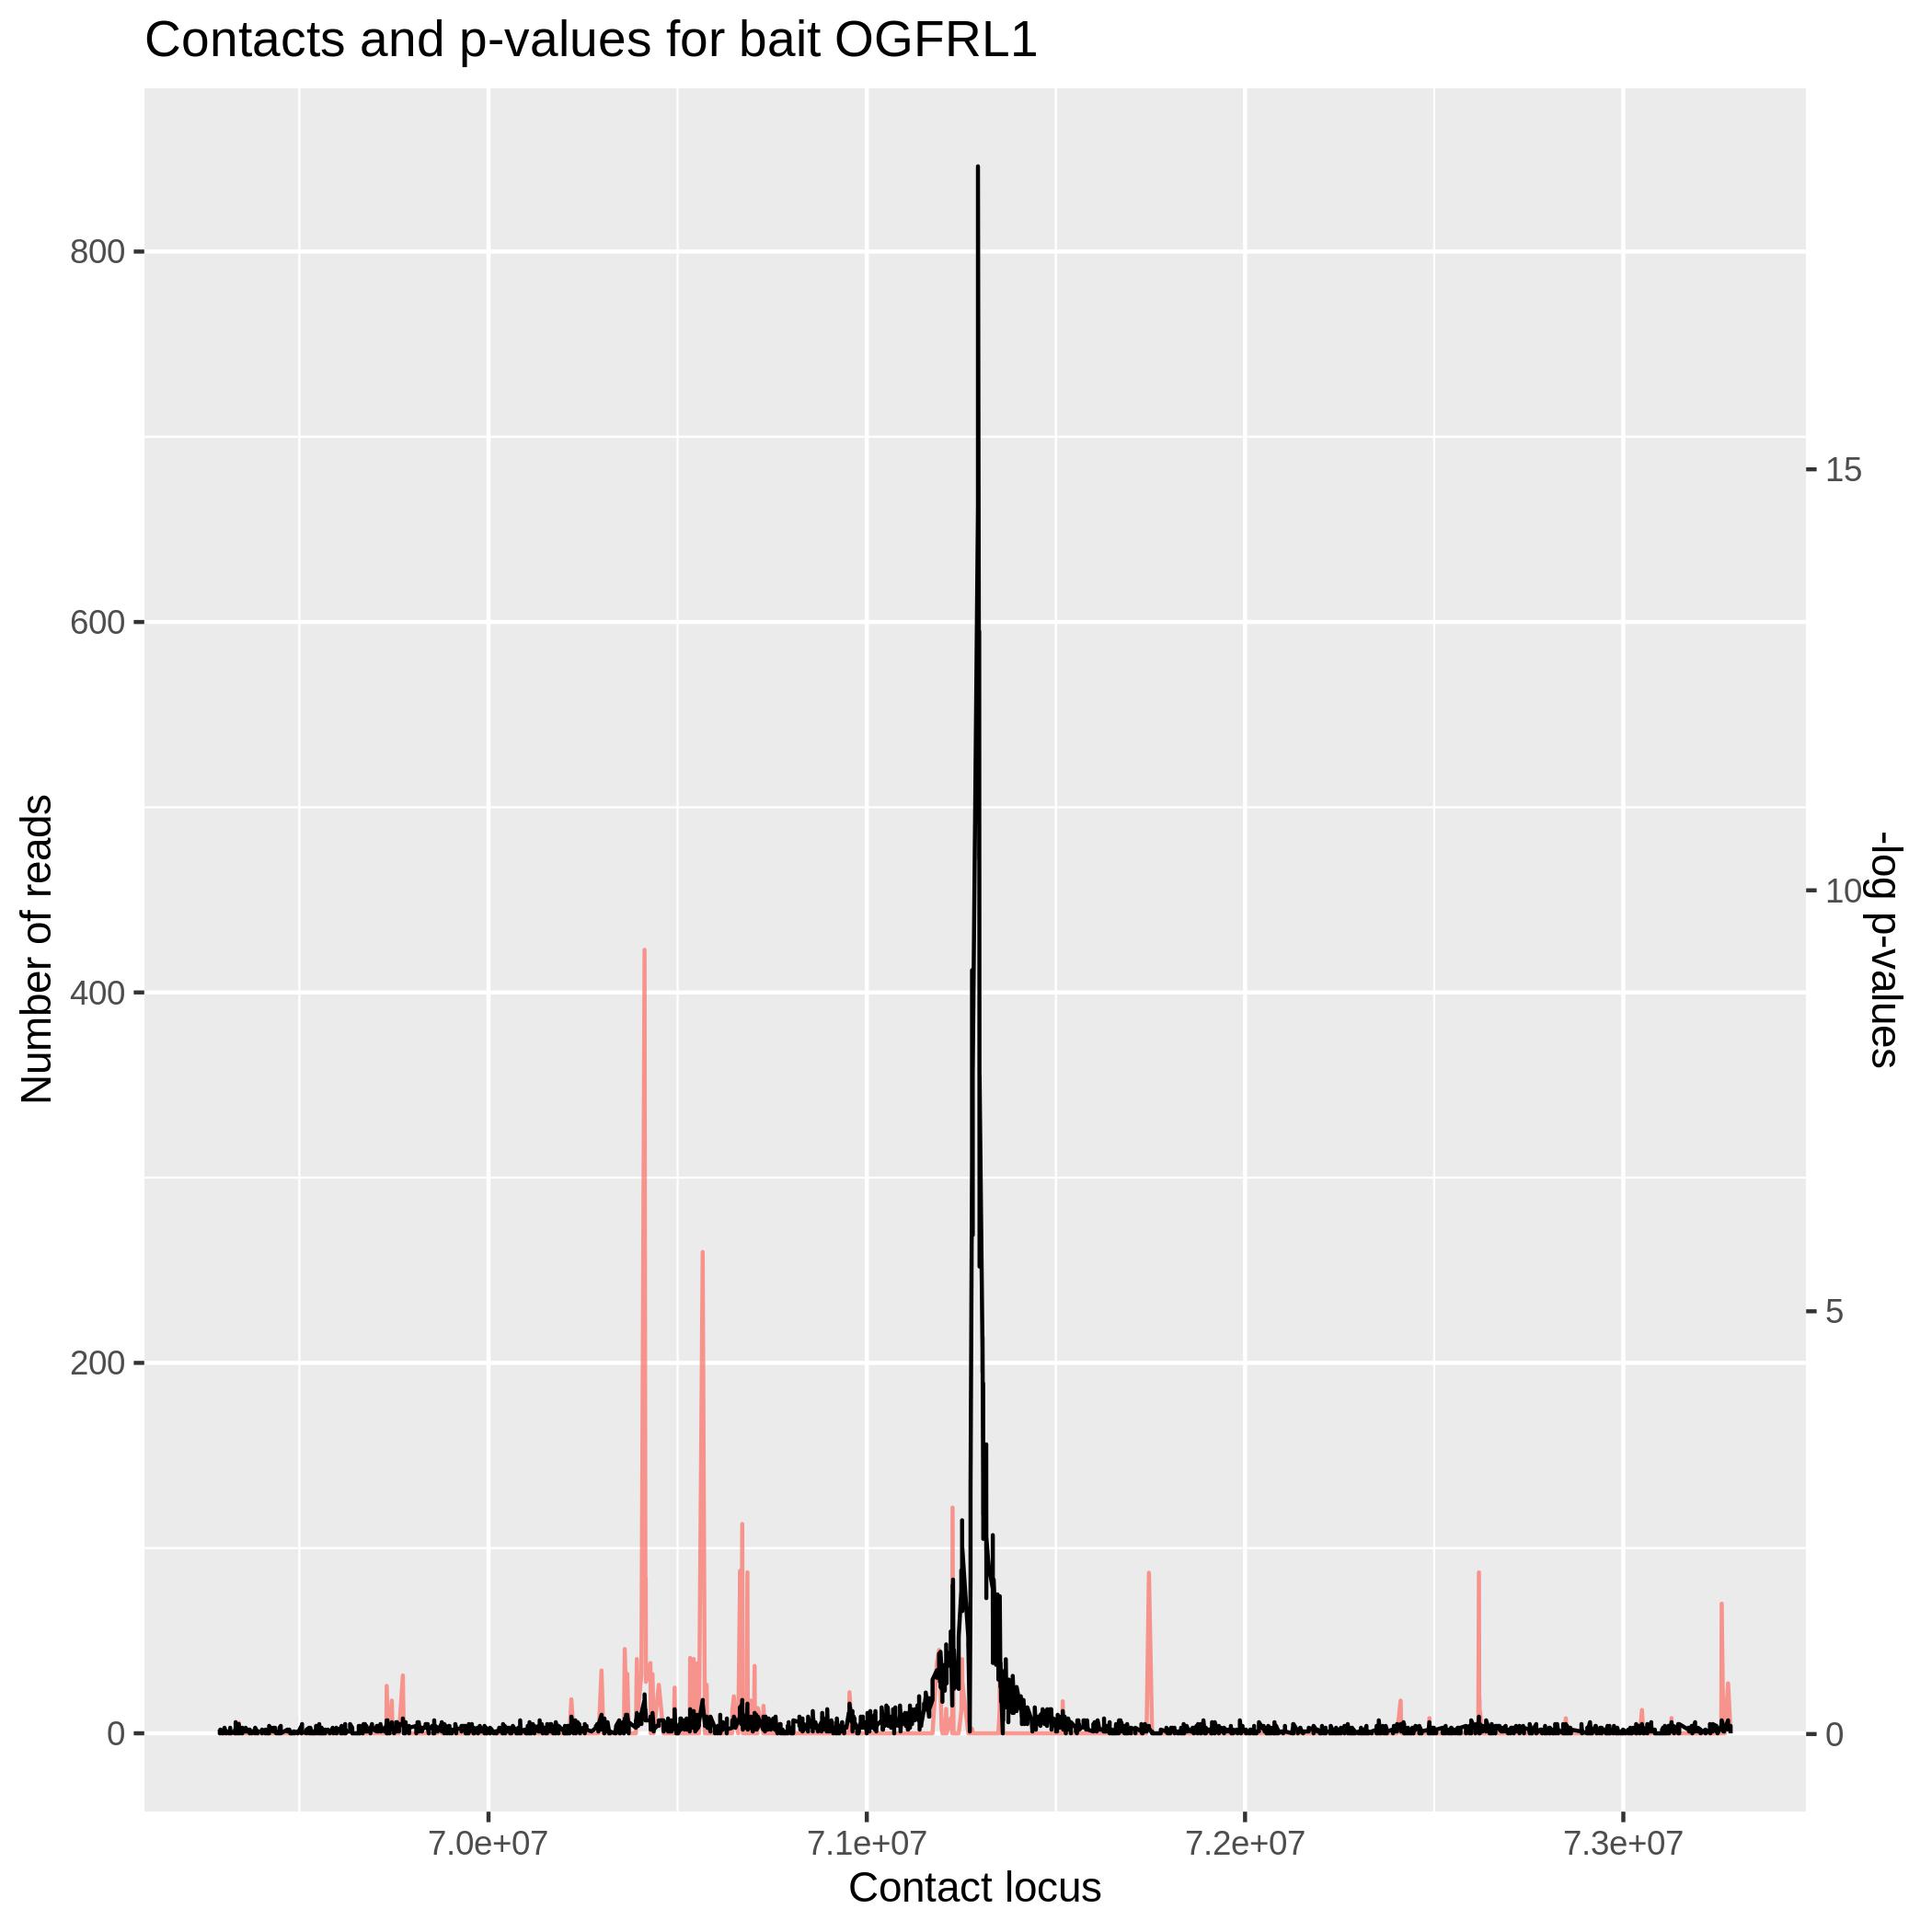 Contacts and p-values for bait OGFRL1
800
600
400
200
0
Number of reads
15
10
5
0
-log p-values
7.0e+07 7.1e+07 7.2e+07 7.3e+07
Contact locus